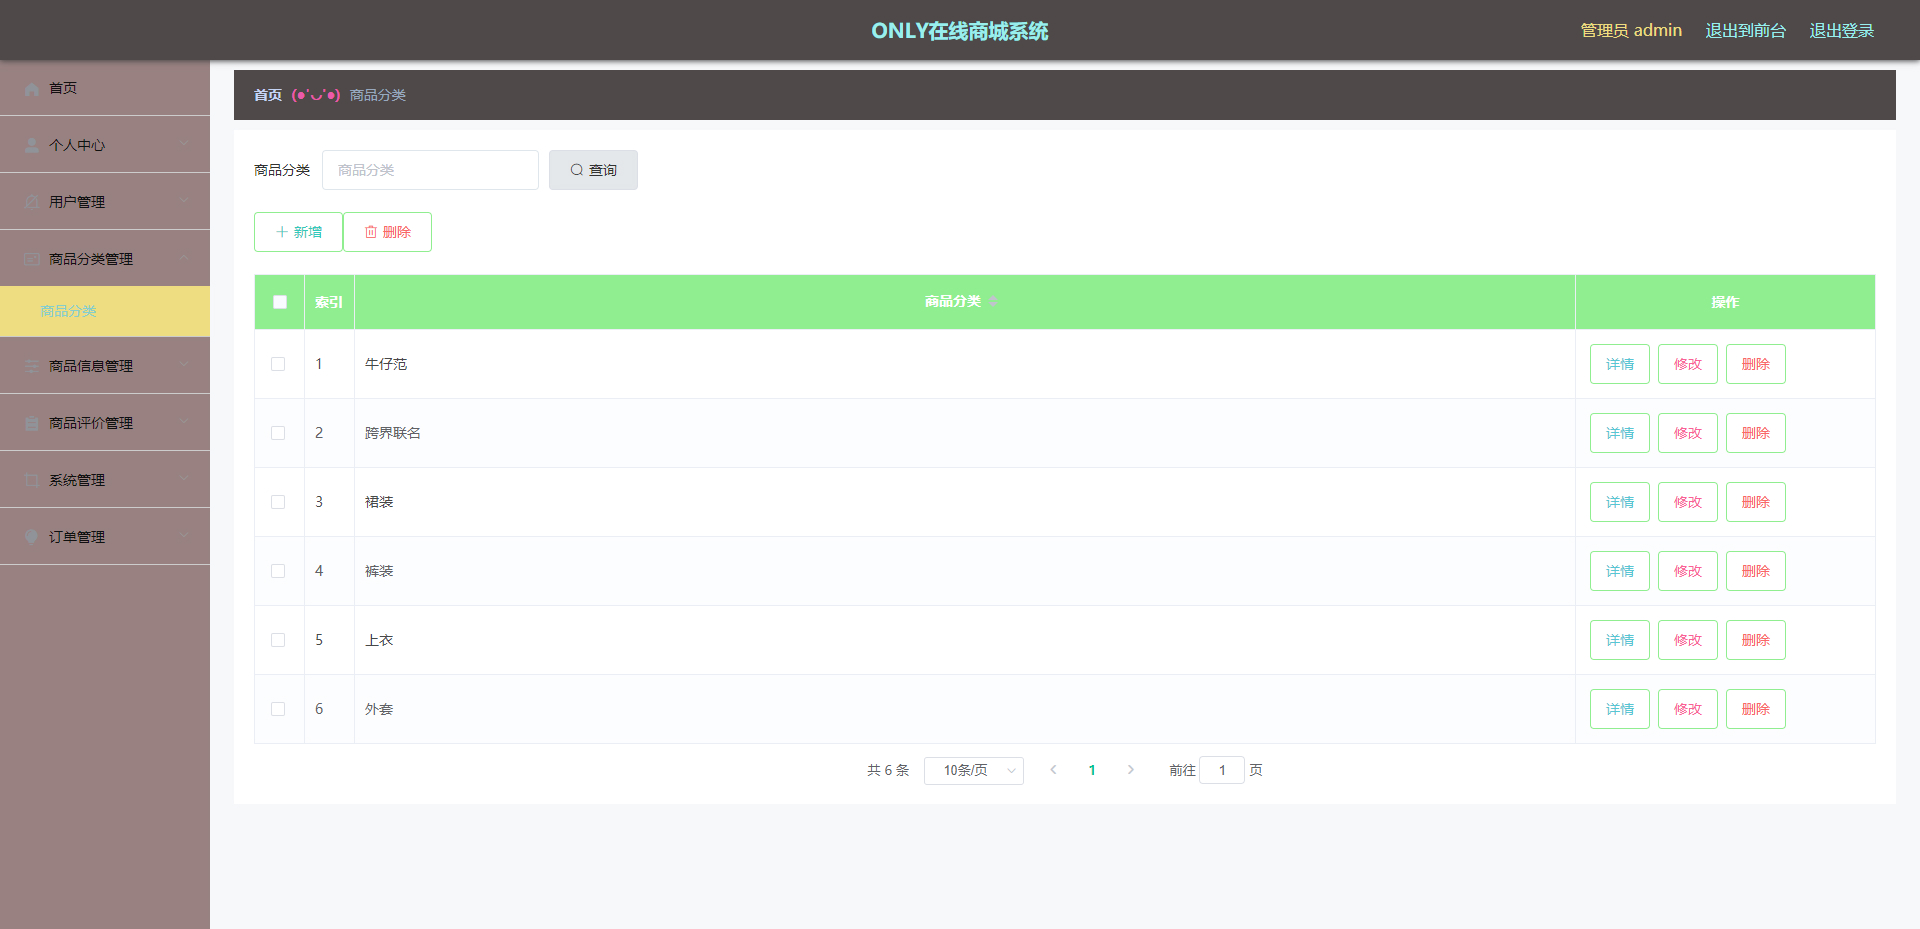 ONLY在线商城系统
管理员 admin 退出到前台 退出登录
首页
个人中心
用户管理
商品分类管理
商品分类
商品信息管理
商品评价管理
系统管理
订单管理
首页 (●'◡'●) 商品分类
商品分类 商品分类 查询
新增 删除
索引 商品分类 操作
1 牛仔范 详情 修改 删除
2 跨界联名 详情 修改 删除
3 裙装 详情 修改 删除
4 裤装 详情 修改 删除
5 上衣 详情 修改 删除
6 外套 详情 修改 删除
共 6 条 10条/页 1 前往 1 页